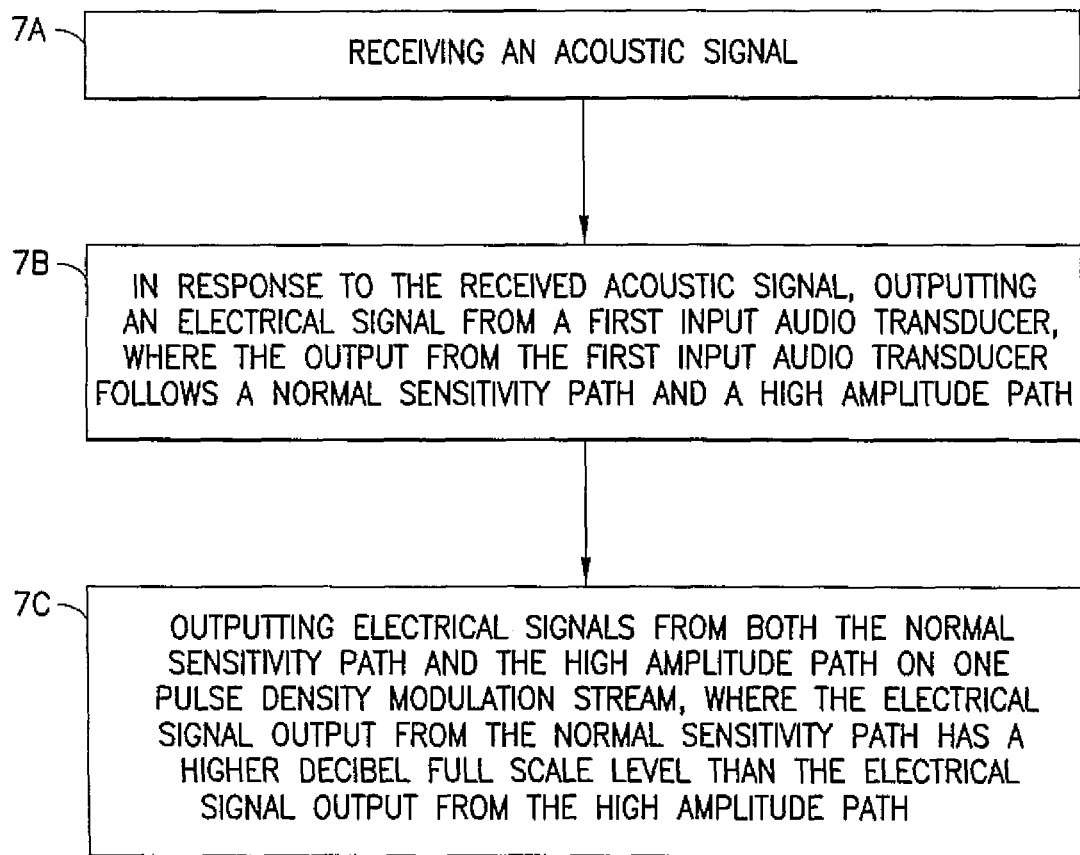 7A
RECEIVING AN ACOUSTIC SIGNAL
7B
IN RESPONSE TO THE RECEIVED ACOUSTIC SIGNAL, OUTPUTTING
AN ELECTRICAL SIGNAL FROM A FIRST INPUT AUDIO TRANSDUCER,
WHERE THE OUTPUT FROM THE FIRST INPUT AUDIO TRANSDUCER
FOLLOWS A NORMAL SENSITIVITY PATH AND A HIGH AMPLITUDE PATH
7C
OUTPUTTING ELECTRICAL SIGNALS FROM BOTH THE NORMAL
SENSITIVITY PATH AND THE HIGH AMPLITUDE PATH ON ONE
PULSE DENSITY MODULATION STREAM, WHERE THE ELECTRICAL
SIGNAL OUTPUT FROM THE NORMAL SENSITIVITY PATH HAS A
HIGHER DECIBEL FULL SCALE LEVEL THAN THE ELECTRICAL
SIGNAL OUTPUT FROM THE HIGH AMPLITUDE PATH